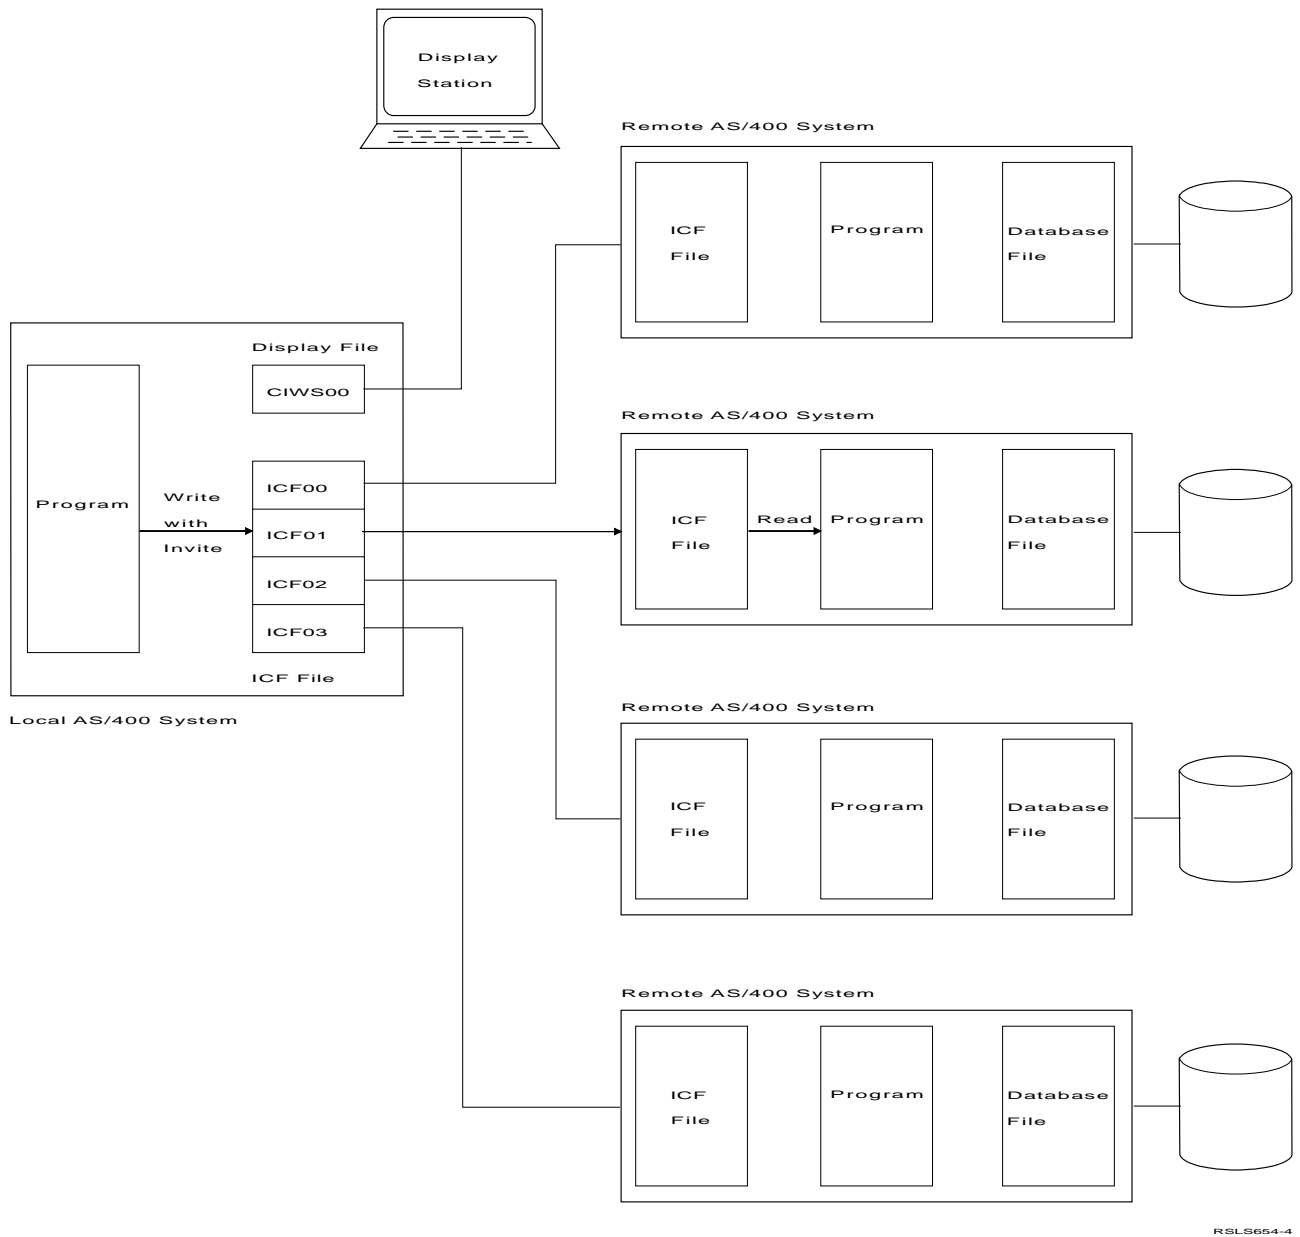 Display
Station
Remote AS/400 System
ICF
File
Program
Database
File
Display File
CIWS00
Program
Write
with
Invite
ICF00
ICF01
ICF02
ICF03
ICF File
Local AS/400 System
Remote AS/400 System
ICF
File
Read
Program
Database
File
Remote AS/400 System
ICF
File
Program
Database
File
Remote AS/400 System
ICF
File
Program
Database
File
RSLS654-4